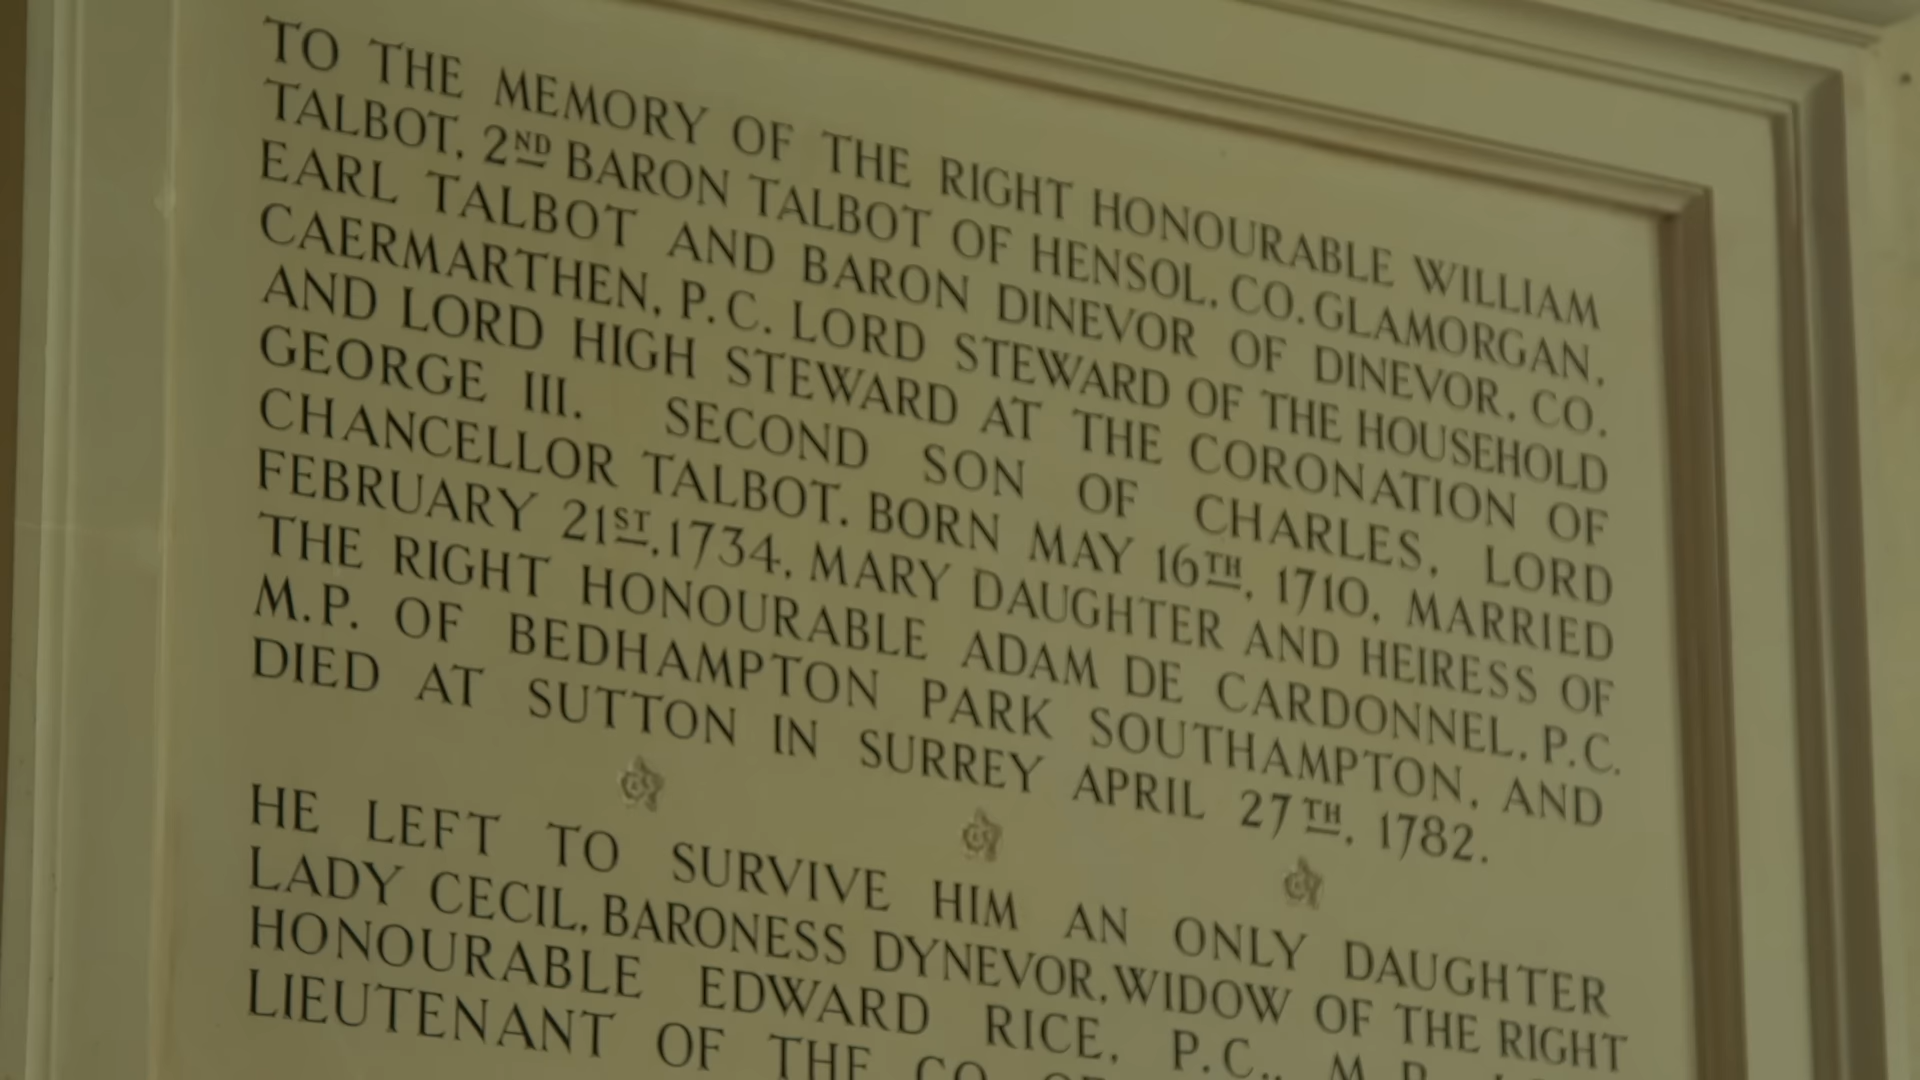 TO THE MEMORY OF THE RIGHT HONOURABLE WILLIAM
TALBOT, 2ND BARON TALBOT OF HENSOL, CO. GLAMORGAN,
EARL TALBOT AND BARON DINEVOR OF DINEVOR, CO.
CAERMARTHEN, P.C. LORD STEWARD OF THE HOUSEHOLD
AND LORD HIGH STEWARD AT THE CORONATION OF
GEORGE III. SECOND SON OF CHARLES, LORD
CHANCELLOR TALBOT. BORN MAY 16TH, 1710, MARRIED
FEBRUARY 21ST, 1734, MARY DAUGHTER AND HEIRESS OF
THE RIGHT HONOURABLE ADAM DE CARDONNEL, P.C.
M.P. OF BEDHAMPTON PARK SOUTHAMPTON, AND
DIED AT SUTTON IN SURREY APRIL 27TH, 1782.
HE LEFT TO SURVIVE HIM AN ONLY DAUGHTER
LADY CECIL, BARONESS DYNEVOR, WIDOW OF THE RIGHT
HONOURABLE EDWARD RICE, P.C., M.P.
LIEUTENANT OF THE CO